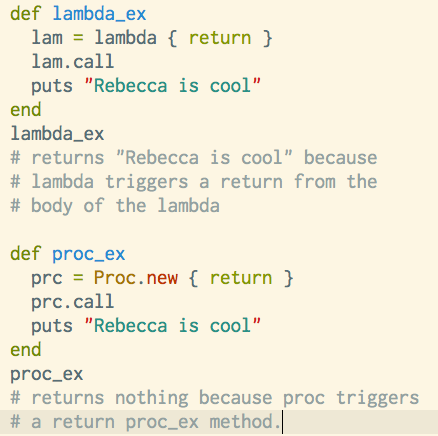 def lambda_ex
  lam = lambda { return }
  lam.call
  puts "Rebecca is cool"
end
lambda_ex
# returns "Rebecca is cool" because
# lambda triggers a return from the
# body of the lambda

def proc_ex
  prc = Proc.new { return }
  prc.call
  puts "Rebecca is cool"
end
proc_ex
# returns nothing because proc triggers
# a return proc_ex method.